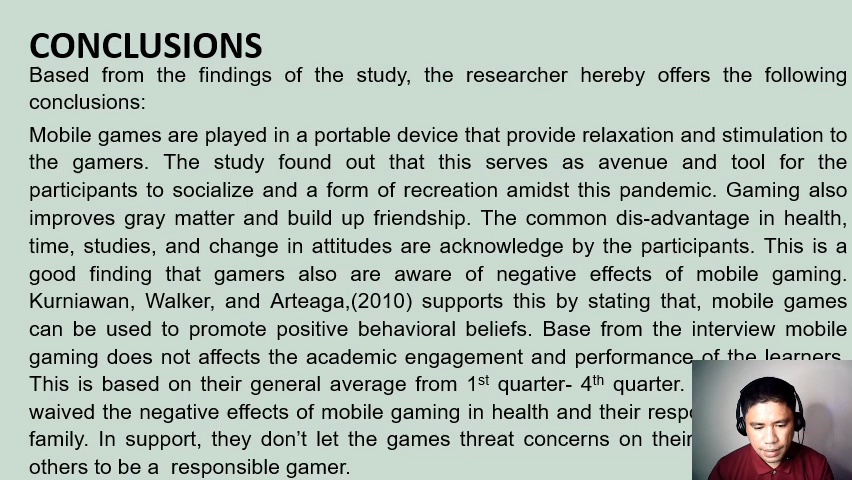 CONCLUSIONS
Based from the findings of the study, the researcher hereby offers the following
conclusions:
Mobile games are played in a portable device that provide relaxation and stimulation to
the gamers. The study found out that this serves as avenue and tool for the
participants to socialize and a form of recreation amidst this pandemic. Gaming also
improves gray matter and build up friendship. The common dis-advantage in health,
time, studies, and change in attitudes are acknowledge by the participants. This is a
good finding that gamers also are aware of negative effects of mobile gaming.
Kurniawan, Walker, and Arteaga,(2010) supports this by stating that, mobile games
can be used to promote positive behavioral beliefs. Base from the interview mobile
gaming does not affects the academic engagement and performance of the learners.
This is based on their general average from 1st quarter- 4th quarter.
waived the negative effects of mobile gaming in health and their
family. In support, they don't let the games threat concerns on their
others to be a responsible gamer.